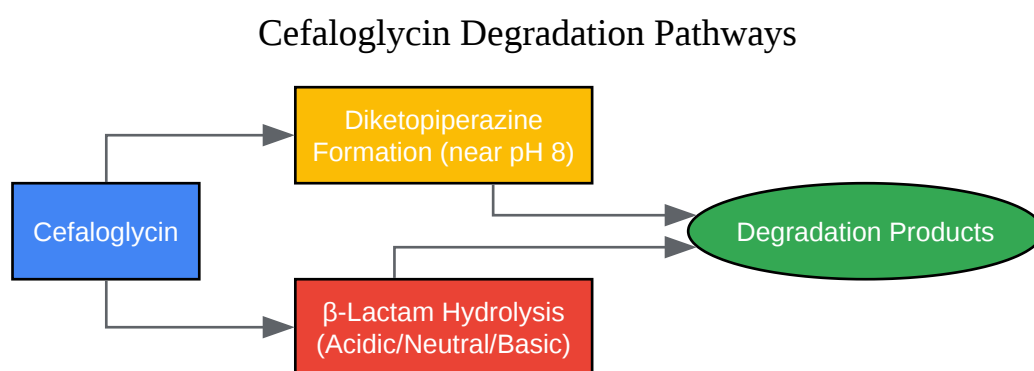 Cefaloglycin Degradation Pathways
Diketopiperazine
Formation (near pH 8)
Cefaloglycin
Degradation Products
β-Lactam Hydrolysis
(Acidic/Neutral/Basic)